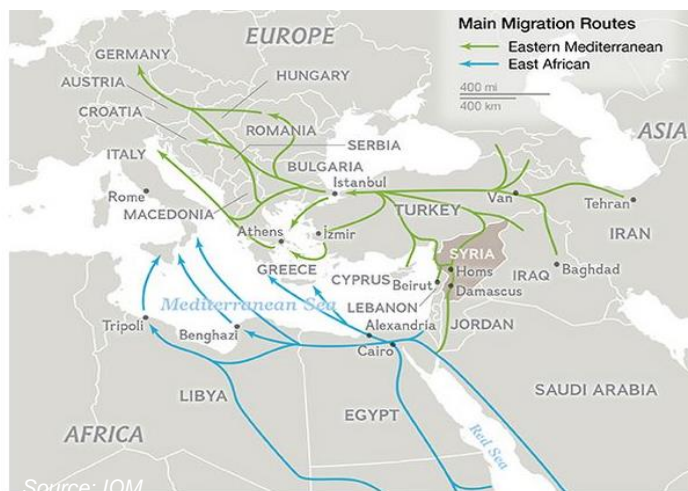 Main Migration Routes
Eastern Mediterranean
East African
400 mi
400 km
EUROPE
GERMANY
AUSTRIA
HUNGARY
CROATIA
ROMANIA
SERBIA
ITALY
BULGARIA
ASIA
Istanbul
Rome
MACEDONIA
Van
Tehran
TURKEY
Athens
İzmir
IRAN
SYRIA
GREECE
CYPRUS
Homs
IRAQ
Baghdad
Beirut
Damascus
LEBANON
Mediterranean Sea
Tripoli
Benghazi
Alexandria
JORDAN
Cairo
LIBYA
EGYPT
SAUDI ARABIA
AFRICA
Red Sea
Source: IOM